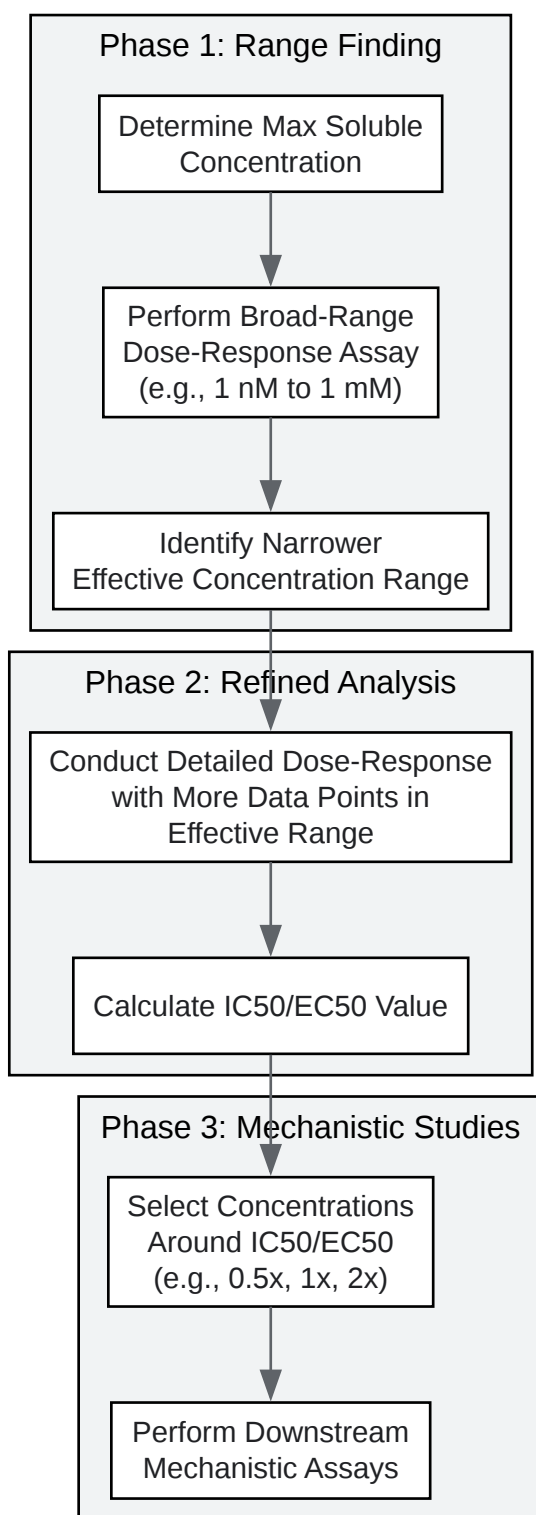 Phase 1: Range Finding
Determine Max Soluble
Concentration
Perform Broad-Range
Dose-Response Assay
(e.g., 1 nM to 1 mM)
Identify Narrower
Effective Concentration Range
Phase 2: Refined Analysis
Conduct Detailed Dose-Response
with More Data Points in
Effective Range
Calculate IC50/EC50 Value
Phase 3: Mechanistic Studies
Select Concentrations
Around IC50/EC50
(e.g., 0.5x, 1x, 2x)
Perform Downstream
Mechanistic Assays